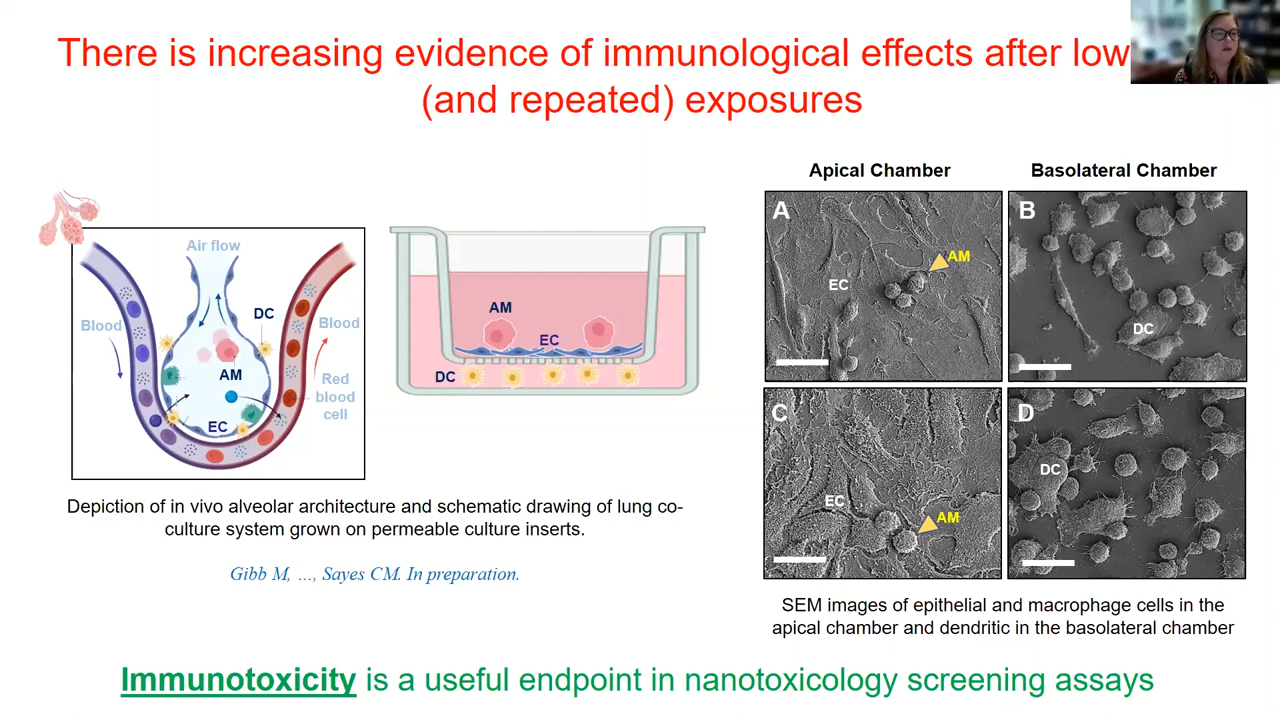 There is increasing evidence of immunological effects after low
(and repeated) exposures
Air flow
Blood
DC
Blood
AM
Red
blood
cell
EC
AM
EC
DC
Depiction of in vivo alveolar architecture and schematic drawing of lung co-
culture system grown on permeable culture inserts.
Gibb M, ..., Sayes CM. In preparation.
Apical Chamber
Basolateral Chamber
A
AM
EC
B
DC
C
EC
AM
D
DC
SEM images of epithelial and macrophage cells in the
apical chamber and dendritic in the basolateral chamber
Immunotoxicity is a useful endpoint in nanotoxicology screening assays